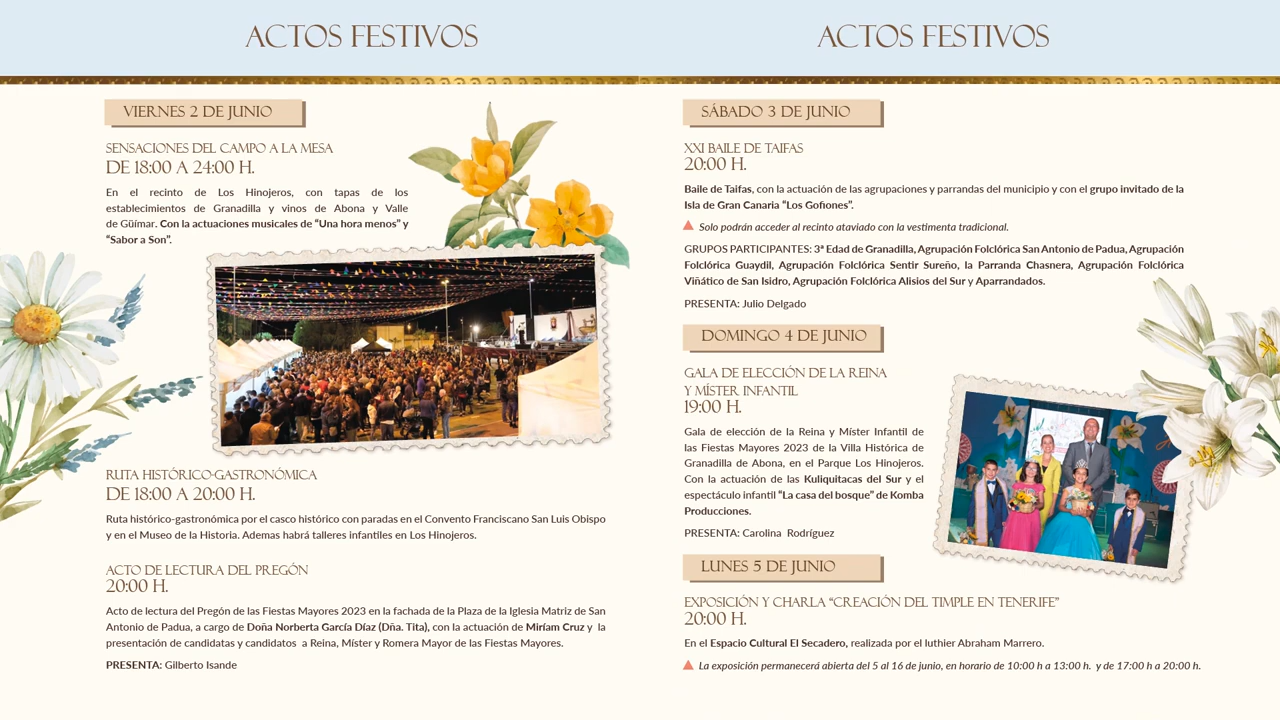 ACTOS FESTIVOS
VIERNES 2 DE JUNIO
SENSACIONES DEL CAMPO A LA MESA
DE 18:00 A 24:00 H.
En el recinto de Los Hinojeros, con tapas de los
establecimientos de Granadilla y vinos de Abona y Valle
de Güímar. Con la actuaciones musicales de “Una hora menos” y
“Sabor a Son”.
RUTA HISTÓRICO-GASTRONÓMICA
DE 18:00 A 20:00 H.
Ruta histórico-gastronómica por el casco histórico con paradas en el Convento Franciscano San Luis Obispo
y en el Museo de la Historia. Ademas habrá talleres infantiles en Los Hinojeros.
ACTO DE LECTURA DEL PREGÓN
20:00 H.
Acto de lectura del Pregón de las Fiestas Mayores 2023 en la fachada de la Plaza de la Iglesia Matriz de San
Antonio de Padua, a cargo de Doña Norberta García Díaz (Dña. Tita), con la actuación de Miríam Cruz y la
presentación de candidatas y candidatos a Reina, Míster y Romera Mayor de las Fiestas Mayores.
PRESENTA: Gilberto Isande
ACTOS FESTIVOS
SÁBADO 3 DE JUNIO
XXI BAILE DE TAIFAS
20:00 H.
Baile de Taifas, con la actuación de las agrupaciones y parrandas del municipio y con el grupo invitado de la
Isla de Gran Canaria “Los Gofiones”.
Solo podrán acceder al recinto ataviado con la vestimenta tradicional.
GRUPOS PARTICIPANTES: 3ª Edad de Granadilla, Agrupación Folclórica San Antonio de Padua, Agrupación
Folclórica Guaydil, Agrupación Folclórica Sentir Sureño, la Parranda Chasnera, Agrupación Folclórica
Viñático de San Isidro, Agrupación Folclórica Alisios del Sur y Aparrandados.
PRESENTA: Julio Delgado
DOMINGO 4 DE JUNIO
GALA DE ELECCIÓN DE LA REINA
Y MÍSTER INFANTIL
19:00 H.
Gala de elección de la Reina y Míster Infantil de
las Fiestas Mayores 2023 de la Villa Histórica de
Granadilla de Abona, en el Parque Los Hinojeros.
Con la actuación de las Kuliquitacas del Sur y el
espectáculo infantil “La casa del bosque” de Komba
Producciones.
PRESENTA: Carolina Rodríguez
LUNES 5 DE JUNIO
EXPOSICIÓN Y CHARLA “CREACIÓN DEL TIMPLE EN TENERIFE”
20:00 H.
En el Espacio Cultural El Secadero, realizada por el luthier Abraham Marrero.
La exposición permanecerá abierta del 5 al 16 de junio, en horario de 10:00 h a 13:00 h. y de 17:00 h a 20:00 h.